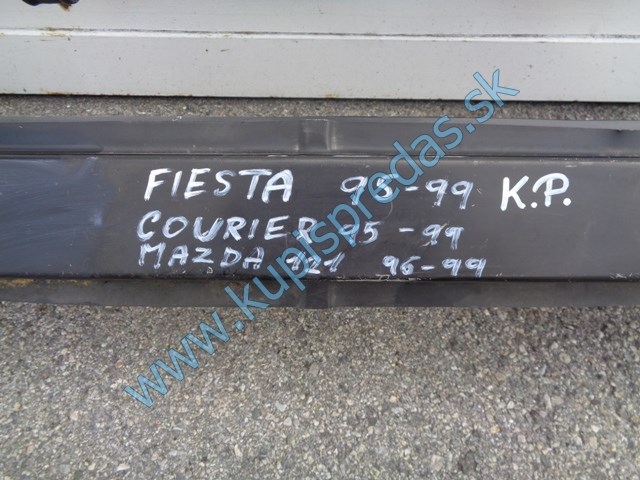 FIESTA 95-99 K.P.
COURIER 95-99
MAZDA 121 96-99
www.kupispredas.sk